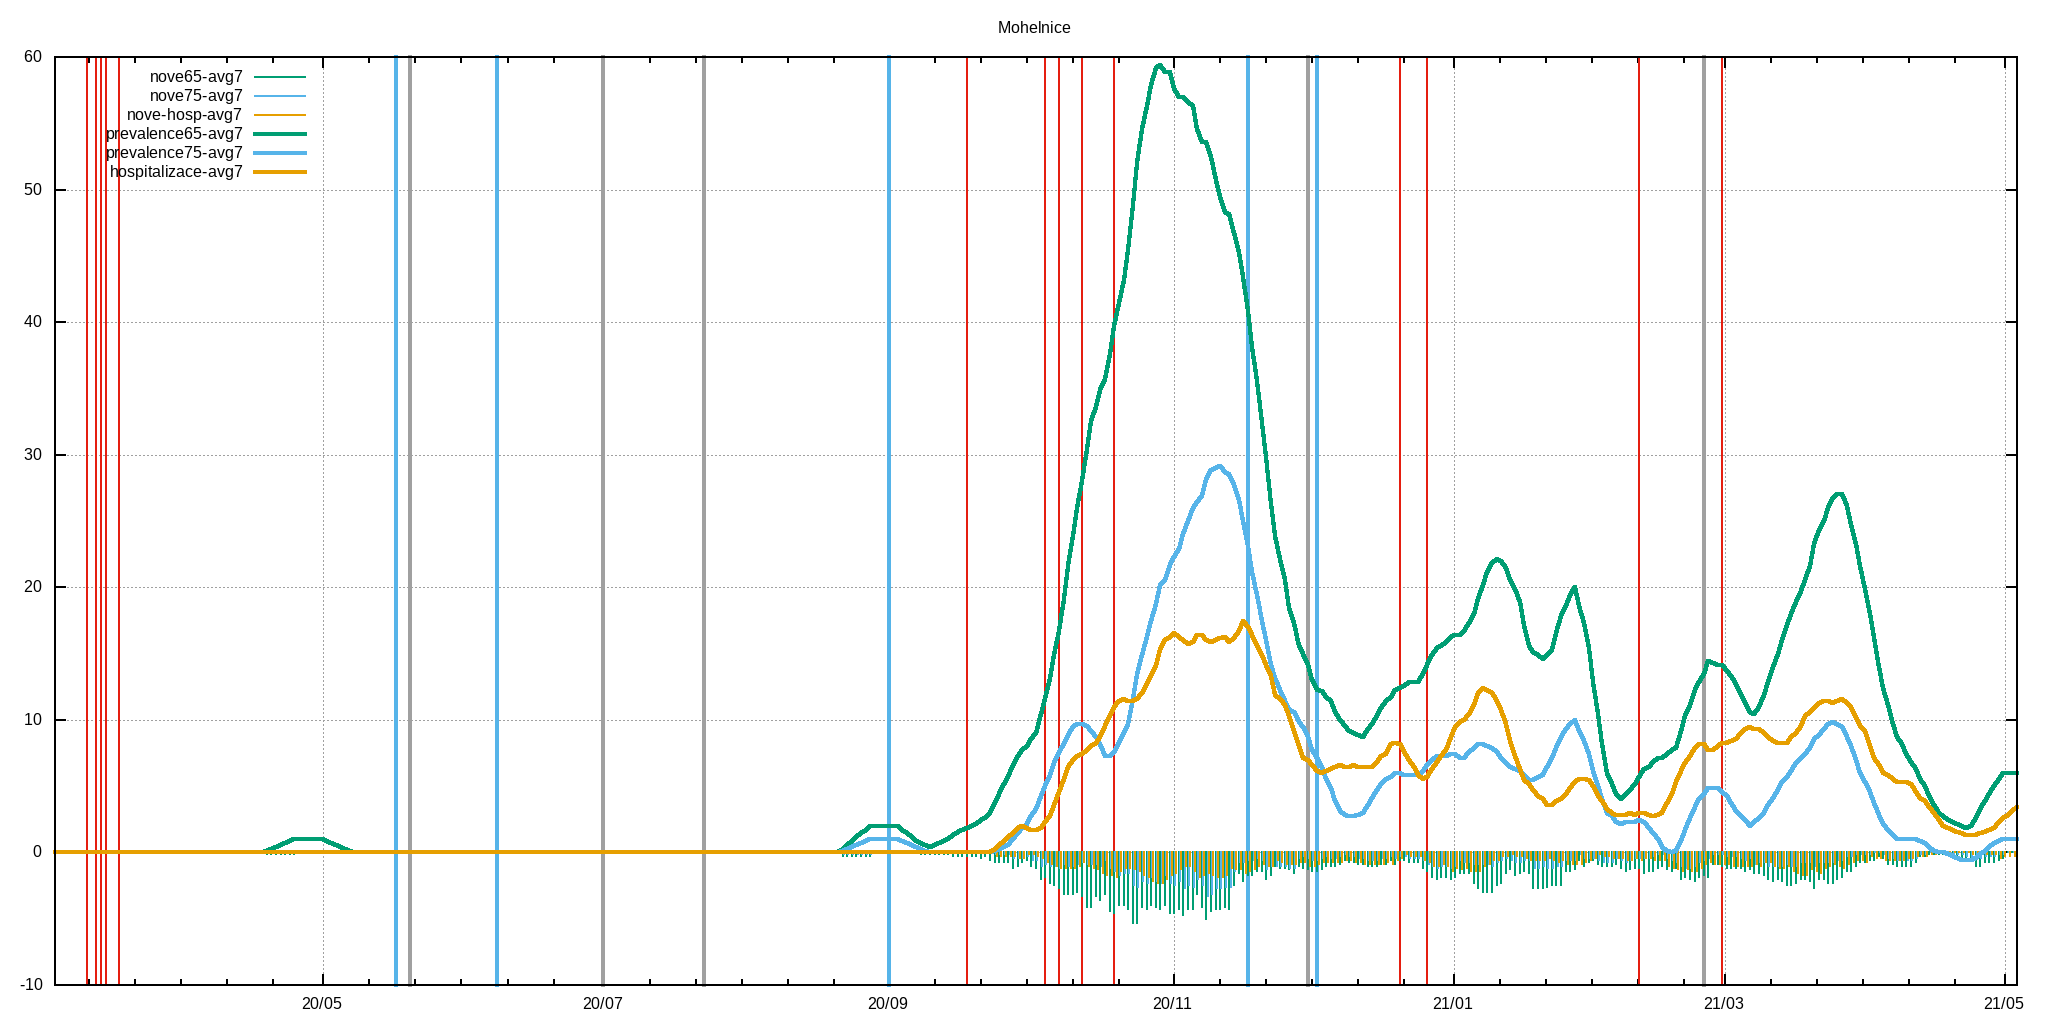 Mohelnice
60
nove65-avg7
nove75-avg7
nove-hosp-avg7
prevalence65-avg7
prevalence75-avg7
hospitalizace-avg7
50
40
30
20
10
0
-10
20/05 20/07 20/09 20/11 21/01 21/03 21/05